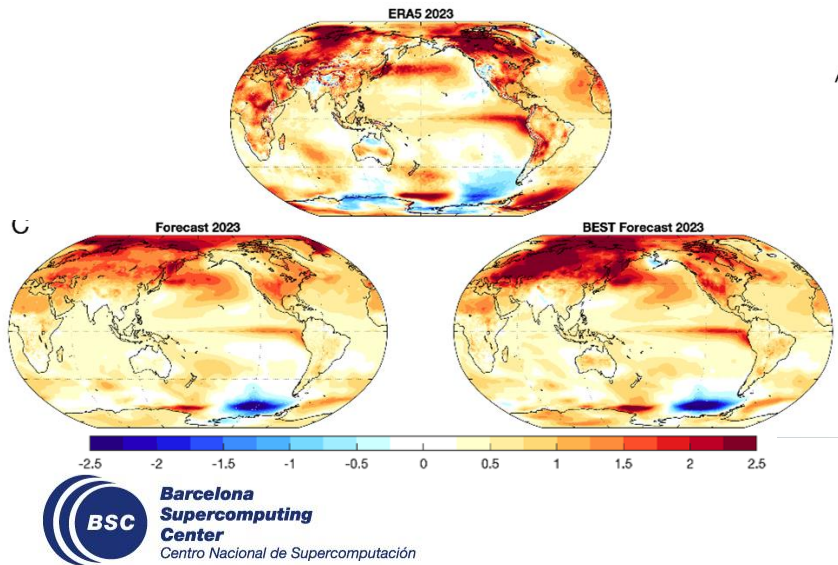 ERA5 2023
Forecast 2023
BEST Forecast 2023
-2.5 -2 -1.5 -1 -0.5 0 0.5 1 1.5 2 2.5
BSC
Barcelona
Supercomputing
Center
Centro Nacional de Supercomputación